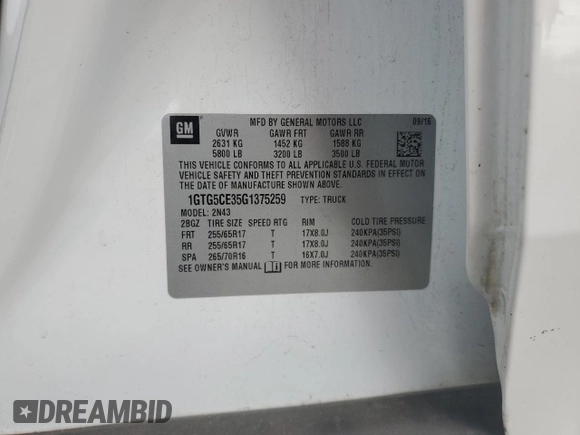 GM
MFD BY GENERAL MOTORS LLC 09/16
GVWR GAWR FRT GAWR RR
2631 KG 1452 KG 1588 KG
5800 LB 3200 LB 3500 LB
THIS VEHICLE CONFORMS TO ALL APPLICABLE U.S. FEDERAL MOTOR
VEHICLE SAFETY AND THEFT PREVENTION STANDARDS IN EFFECT ON
THE DATE OF MANUFACTURE SHOWN ABOVE.
1GTG5CE35G1375259 TYPE: TRUCK
MODEL: 2N43
2BGZ TIRE SIZE SPEED RTG RIM COLD TIRE PRESSURE
FRT 255/65R17 T 17X8.0J 240KPA(35PSI)
RR 255/65R17 T 17X8.0J 240KPA(35PSI)
SPA 265/70R16 T 16X7.0J 240KPA(35PSI)
SEE OWNER'S MANUAL FOR MORE INFORMATION.
DREAMBID